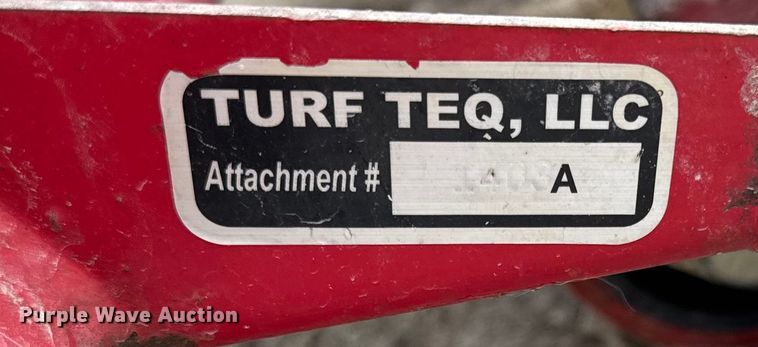 TURF TEQ, LLC
Attachment # A
Purple Wave Auction